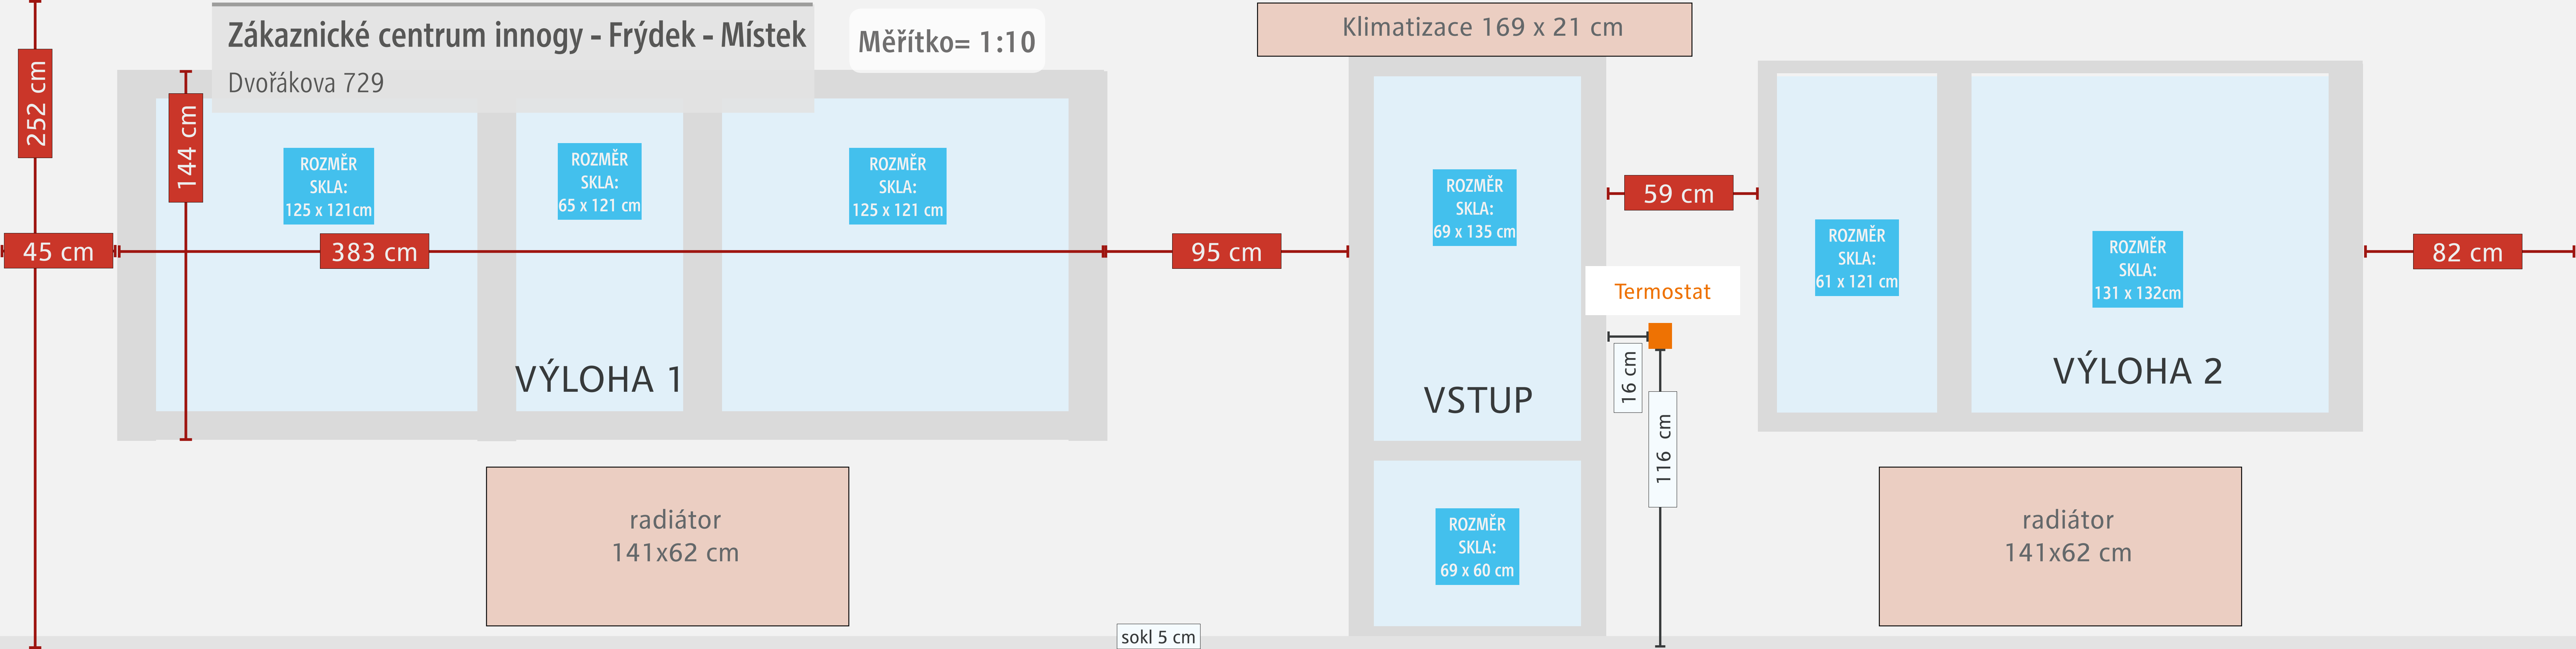 Zákaznické centrum innogy - Frýdek - Místek
Dvořákova 729
Měřítko= 1:10
Klimatizace 169 x 21 cm
252 cm
144 cm
45 cm
383 cm
95 cm
59 cm
82 cm
ROZMĚR
SKLA:
125 x 121cm
ROZMĚR
SKLA:
65 x 121 cm
ROZMĚR
SKLA:
125 x 121 cm
VÝLOHA 1
ROZMĚR
SKLA:
69 x 135 cm
VSTUP
ROZMĚR
SKLA:
69 x 60 cm
Termostat
16 cm
116 cm
ROZMĚR
SKLA:
61 x 121 cm
ROZMĚR
SKLA:
131 x 132cm
VÝLOHA 2
radiátor
141x62 cm
sokl 5 cm
radiátor
141x62 cm